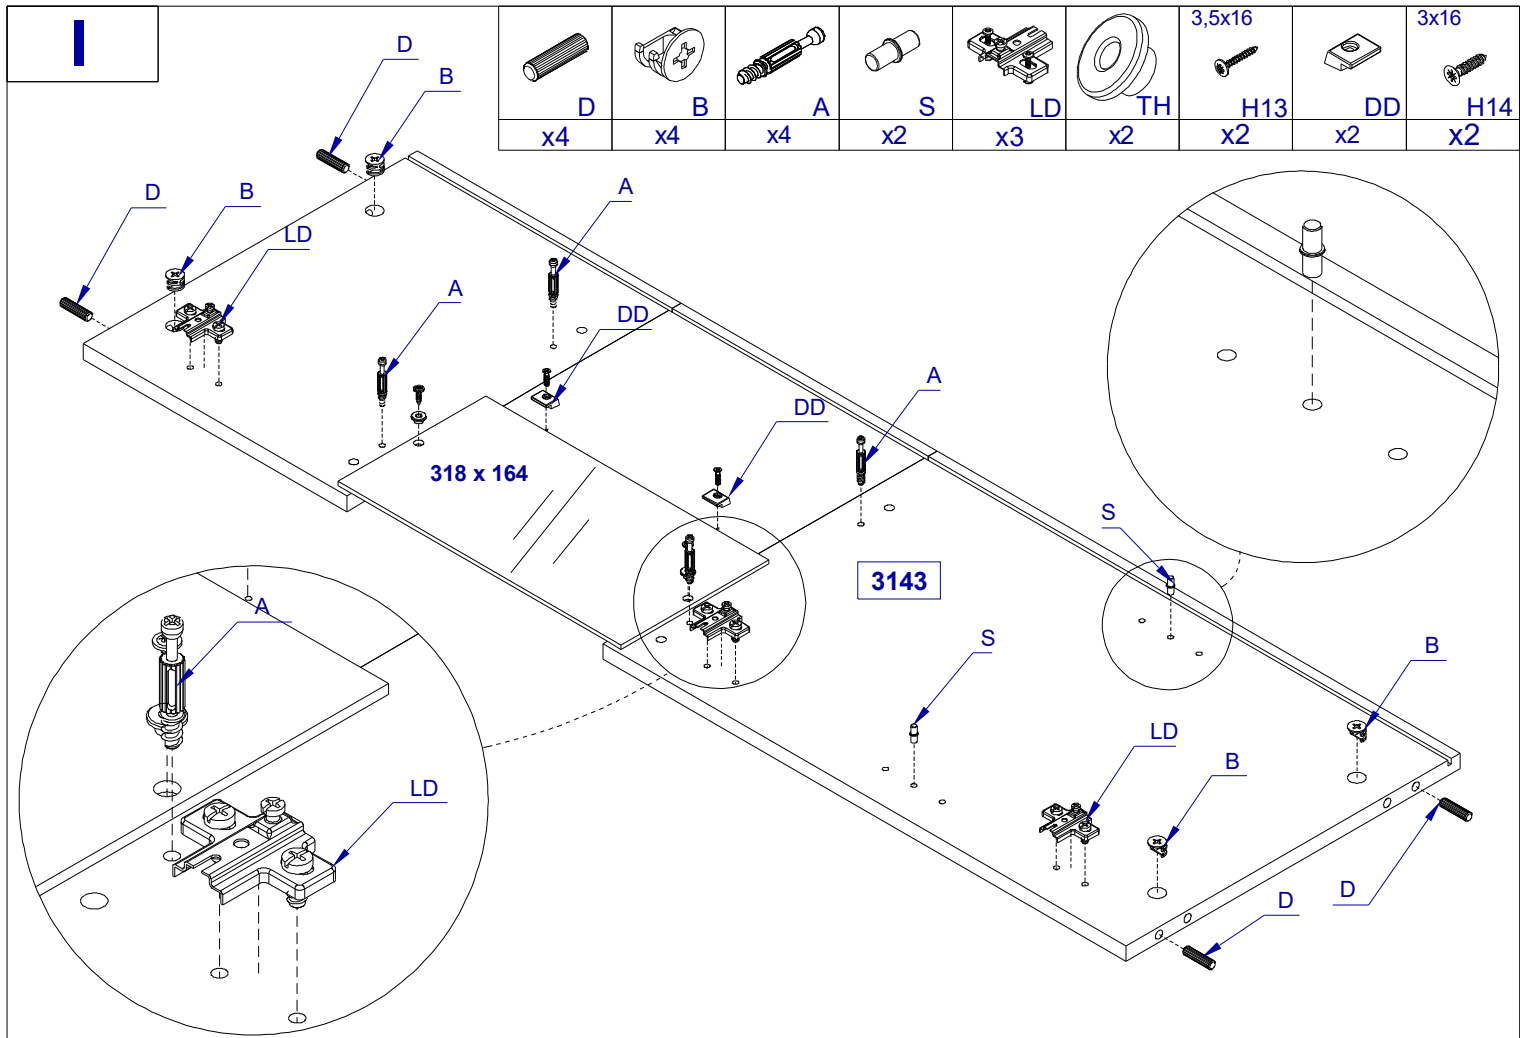 I
3,5x16
3x16
D B A S LD TH H13 DD H14
x4 x4 x4 x2 x3 x2 x2 x2 x2
D
B
D
B
LD
D
A
A
DD
A
DD
318 x 164
S
3143
A
S
B
LD
LD
B
D
D